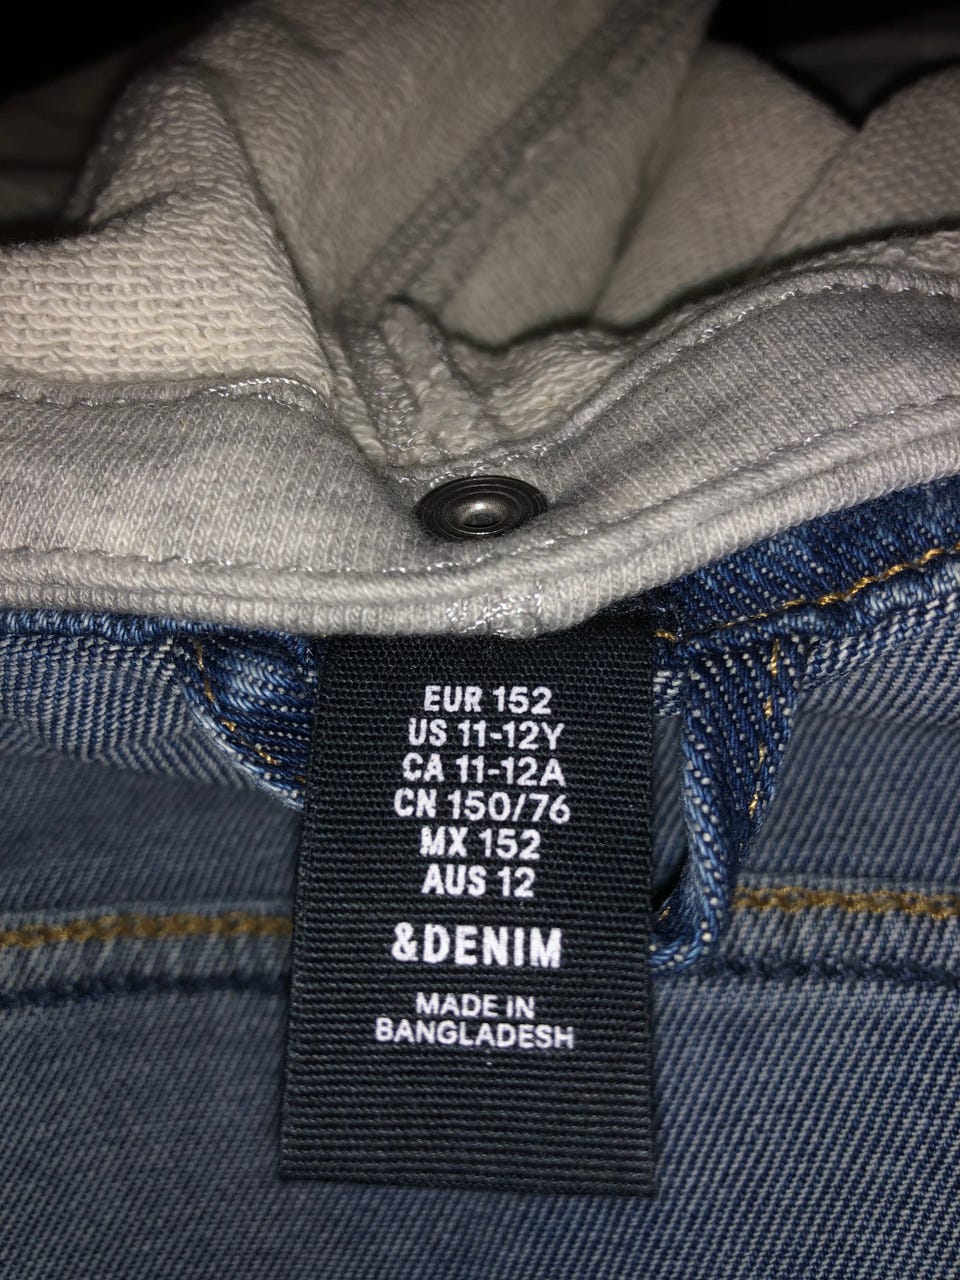 EUR 152
US 11-12Y
CA 11-12A
CN 150/76
MX 152
AUS 12
&DENIM
MADE IN
BANGLADESH